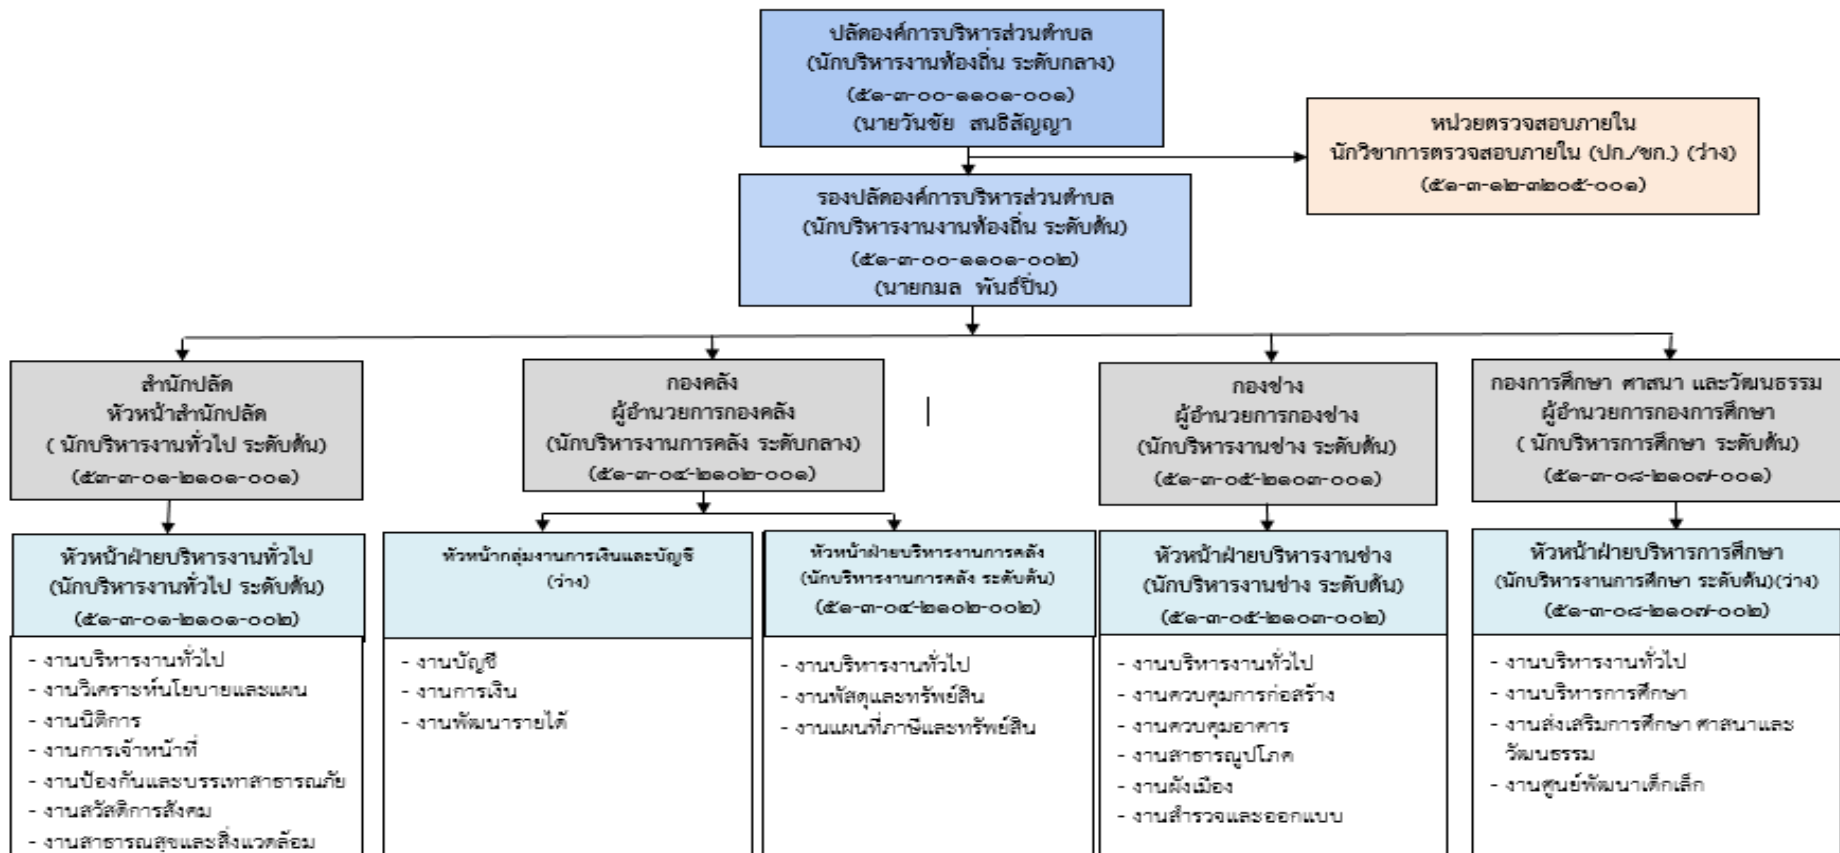 ปลัดองค์การบริหารส่วนตำบล
(นักบริหารงานท้องถิ่น ระดับกลาง)
(๕๑-๓-๐๐-๑๑๐๑-๐๐๑)
(นายวันชัย สนธิสัญญา
หน่วยตรวจสอบภายใน
นักวิชาการตรวจสอบภายใน (ปก./ชก.) (ว่าง)
(๕๑-๓-๑๒-๓๒๐๕-๐๐๑)
รองปลัดองค์การบริหารส่วนตำบล
(นักบริหารงานงานท้องถิ่น ระดับต้น)
(๕๑-๓-๐๐-๑๑๐๑-๐๐๒)
(นายกมล พันธ์ปิ่น)
สำนักปลัด
หัวหน้าสำนักปลัด
( นักบริหารงานทั่วไป ระดับต้น)
(๕๓-๓-๐๑-๒๑๐๑-๐๐๑)
กองคลัง
ผู้อำนวยการกองคลัง
(นักบริหารงานการคลัง ระดับกลาง)
(๕๑-๓-๐๔-๒๑๐๒-๐๐๑)
กองช่าง
ผู้อำนวยการกองช่าง
(นักบริหารงานช่าง ระดับต้น)
(๕๑-๓-๐๕-๒๑๐๓-๐๐๑)
กองการศึกษา ศาสนา และวัฒนธรรม
ผู้อำนวยการกองการศึกษา
( นักบริหารการศึกษา ระดับต้น)
(๕๑-๓-๐๘-๒๑๐๗-๐๐๑)
หัวหน้าฝ่ายบริหารงานทั่วไป
(นักบริหารงานทั่วไป ระดับต้น)
(๕๑-๓-๐๑-๒๑๐๑-๐๐๒)
- งานบริหารงานทั่วไป
- งานวิเคราะห์นโยบายและแผน
- งานนิติการ
- งานการเจ้าหน้าที่
- งานป้องกันและบรรเทาสาธารณภัย
- งานสวัสดิการสังคม
- งานสาธารณสุขและสิ่งแวดล้อม
หัวหน้ากลุ่มงานการเงินและบัญชี
(ว่าง)
- งานบัญชี
- งานการเงิน
- งานพัฒนารายได้
หัวหน้าฝ่ายบริหารงานการคลัง
(นักบริหารงานการคลัง ระดับต้น)
(๕๑-๓-๐๔-๒๑๐๒-๐๐๒)
- งานบริหารงานทั่วไป
- งานพัสดุและทรัพย์สิน
- งานแผนที่ภาษีและทรัพย์สิน
หัวหน้าฝ่ายบริหารงานช่าง
(นักบริหารงานช่าง ระดับต้น)
(๕๑-๓-๐๕-๒๑๐๓-๐๐๒)
- งานบริหารงานทั่วไป
- งานควบคุมการก่อสร้าง
- งานควบคุมอาคาร
- งานสาธารณูปโภค
- งานผังเมือง
- งานสำรวจและออกแบบ
หัวหน้าฝ่ายบริหารการศึกษา
(นักบริหารงานการศึกษา ระดับต้น)(ว่าง)
(๕๑-๓-๐๘-๒๑๐๗-๐๐๒)
- งานบริหารงานทั่วไป
- งานบริหารการศึกษา
- งานส่งเสริมการศึกษา ศาสนาและ
วัฒนธรรม
- งานศูนย์พัฒนาเด็กเล็ก